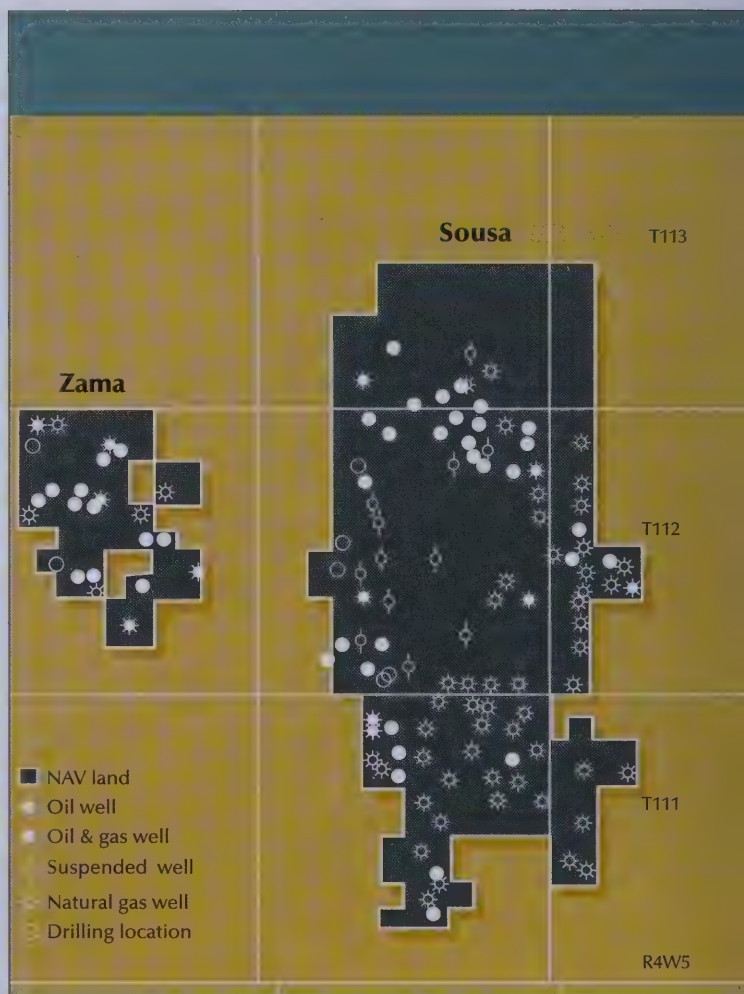 Sousa
T113
Zama
T112
NAV land
Oil well
Oil & gas well
Suspended well
Natural gas well
Drilling location
T111
R4W5